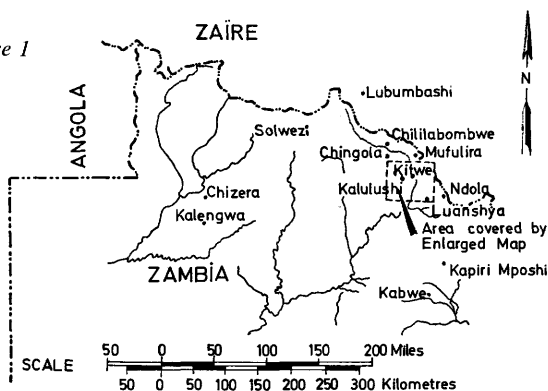 re 1
ZAÏRE
N
ANGOLA
Lubumbashi
Solwezi
Chililabombwe
Chingola
Mufulira
Kitwe
Kalulushi
Ndola
Chizera
Luanshya
Kalengwa
Area covered by
Enlarged Map
ZAMBIA
Kapiri Mposhi
Kabwe
50 0 50 100 150 200 Miles
SCALE
50 0 50 100 150 200 250 300 Kilometres